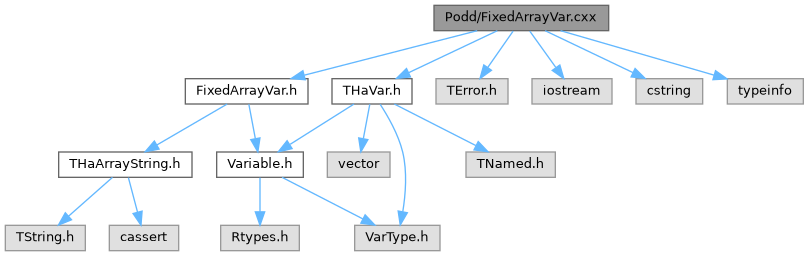 Podd/FixedArrayVar.cxx
FixedArrayVar.h
THaVar.h
TError.h
iostream
cstring
typeinfo
THaArrayString.h
Variable.h
vector
TNamed.h
TString.h
cassert
Rtypes.h
VarType.h